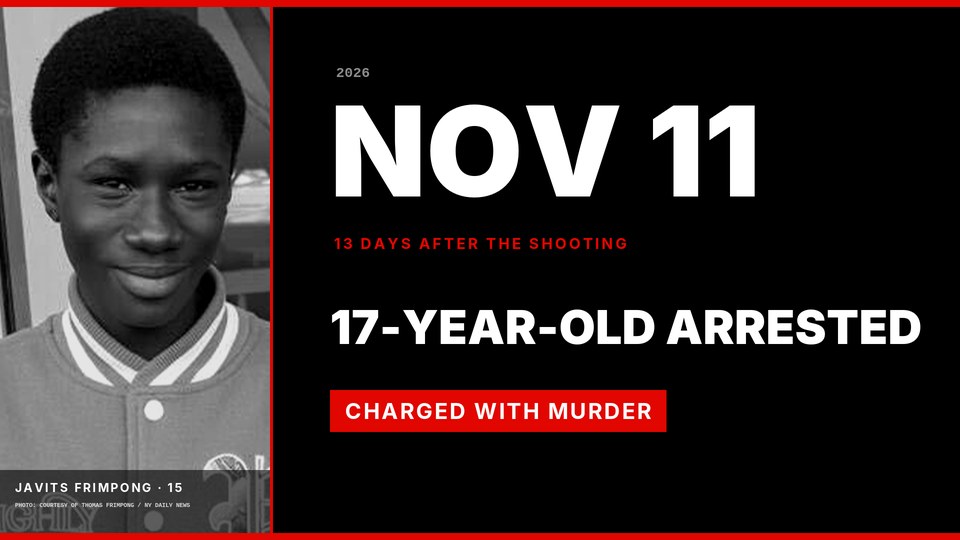 2026
NOV 11
13 DAYS AFTER THE SHOOTING
17-YEAR-OLD ARRESTED
CHARGED WITH MURDER
JAVITS FRIMPONG · 15
PHOTO: COURTESY OF THOMAS FRIMPONG / NY DAILY NEWS